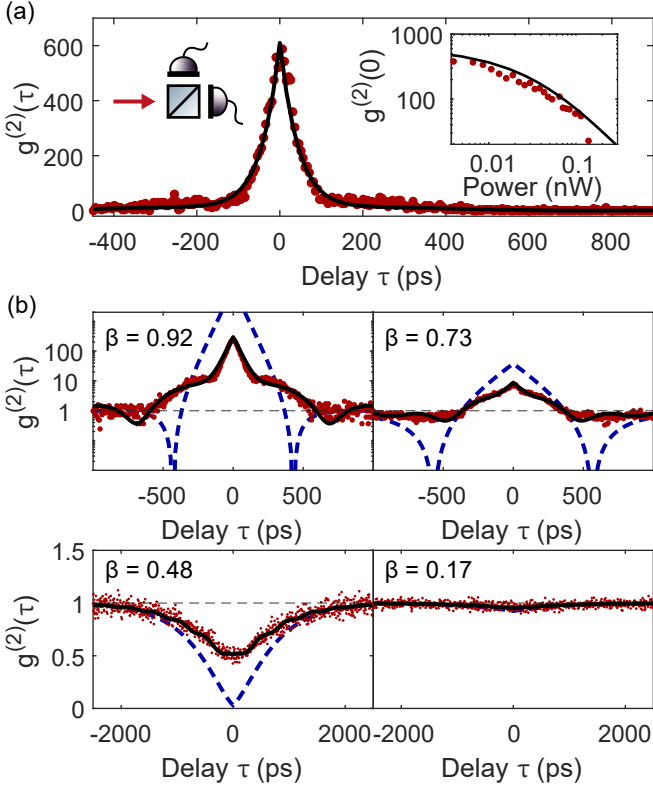 (a)
600
400
200
0
g(2)(τ)
-400 -200 0 200 400 600 800
Delay τ (ps)
1000
100
g(2)(0)
0.01 0.1
Power (nW)
(b)
β = 0.92
β = 0.73
100
10
1
g(2)(τ)
-500 0 500
-500 0 500
Delay τ (ps)
Delay τ (ps)
β = 0.48
β = 0.17
1.5
1
0.5
0
g(2)(τ)
-2000 0 2000
-2000 0 2000
Delay τ (ps)
Delay τ (ps)